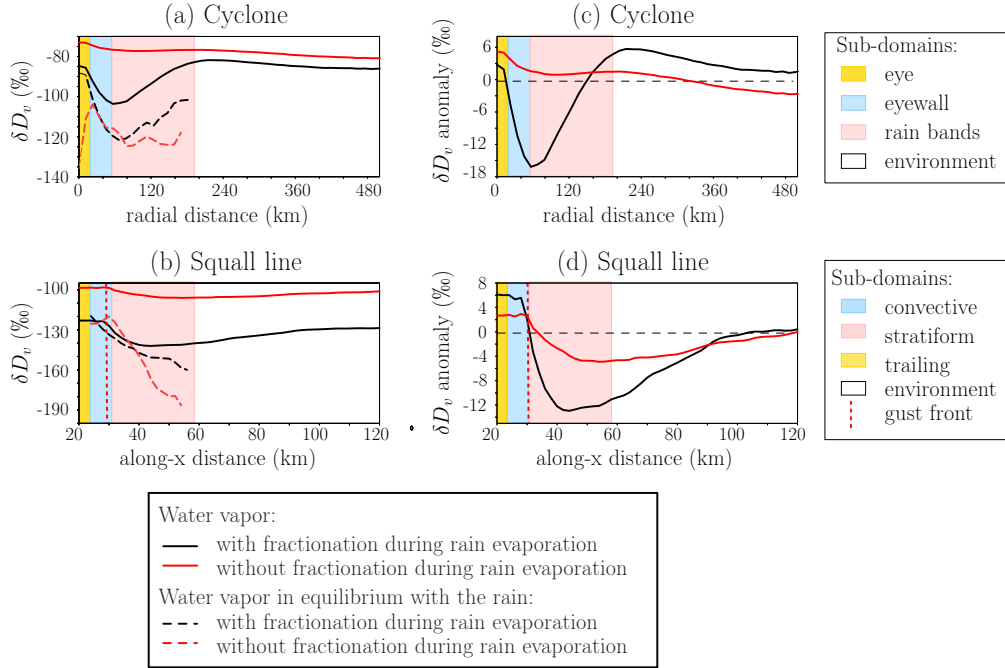 (a) Cyclone
δDv (‰)
-80
-100
-120
-140
0
120
240
360
480
radial distance (km)
(c) Cyclone
δDv anomaly (‰)
6
0
-6
-12
-18
0
120
240
360
480
radial distance (km)
Sub-domains:
eye
eyewall
rain bands
environment
(b) Squall line
δDv (‰)
-100
-130
-160
-190
20
40
60
80
100
120
along-x distance (km)
(d) Squall line
δDv anomaly (‰)
8
4
0
-4
-8
-12
20
40
60
80
100
120
along-x distance (km)
Sub-domains:
convective
stratiform
trailing
environment
gust front
Water vapor:
with fractionation during rain evaporation
without fractionation during rain evaporation
Water vapor in equilibrium with the rain:
with fractionation during rain evaporation
without fractionation during rain evaporation